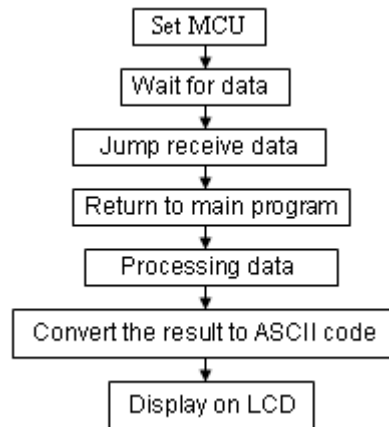 Set MCU
Wait for data
Jump receive data
Return to main program
Processing data
Convert the result to ASCII code
Display on LCD